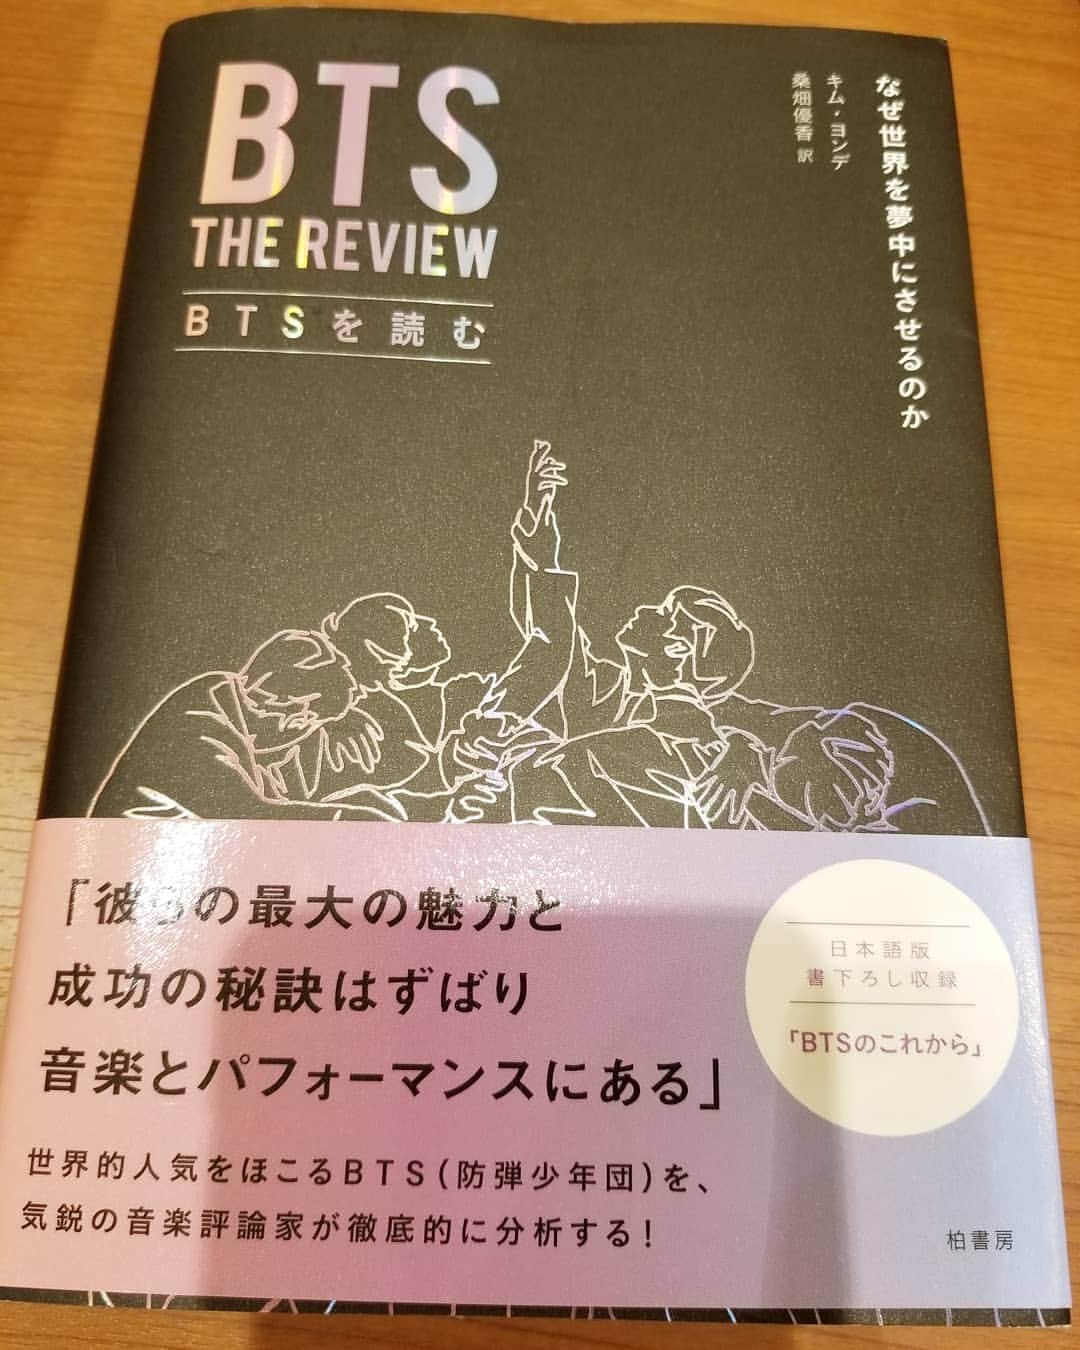 BTS
THE REVIEW
BTSを読む
なぜ世界を夢中にさせるのか
キム・ヨンデ
桑畑優香 訳
「彼らの最大の魅力と
成功の秘訣はずばり
音楽とパフォーマンスにある」
世界的人気をほこるBTS(防弾少年団)を、
気鋭の音楽評論家が徹底的に分析する!
日本語版
書下ろし収録
「BTSのこれから」
柏書房